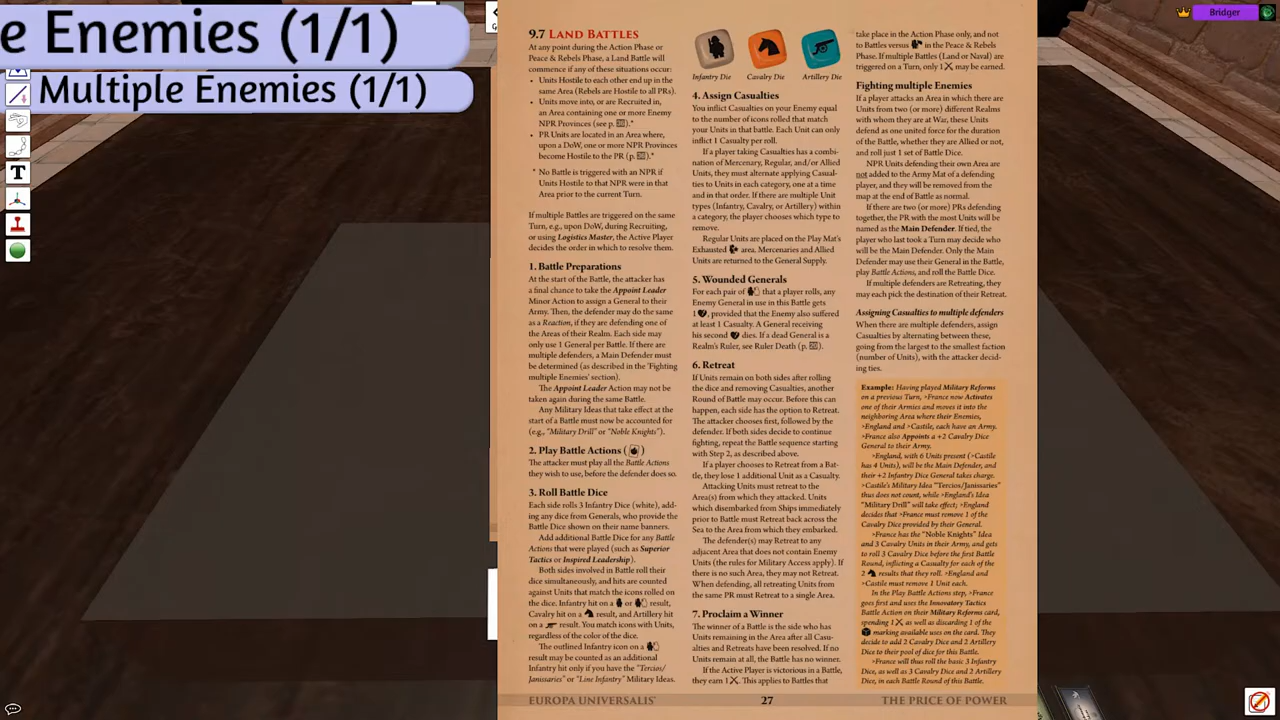 e Enemies (1/1)
Multiple Enemies (1/1)
Bridger
T
9.7 LAND BATTLES
At any point during the Action Phase or
Peace & Rebels Phase, a Land Battle will
commence if any of these situations occur:
• Units Hostile to each other end up in the
same Area (Rebels are Hostile to all PRs).
• Units move into, or are Recruited in,
an Area containing one or more Enemy
NPR Provinces (see p. ).*
• PR Units are located in an Area where,
upon a DoW, one or more NPR Provinces
become Hostile to the PR (p. ).*
* No Battle is triggered with an NPR if
Units Hostile to that NPR were in that
Area prior to the current Turn.
If multiple Battles are triggered on the same
Turn, e.g., upon DoW, during Recruiting,
or using Logistics Master, the Active Player
decides the order in which to resolve them.
1. Battle Preparations
At the start of the Battle, the attacker has
a final chance to take the Appoint Leader
Minor Action to assign a General to their
Army. Then, the defender may do the same
as a Reaction, if they are defending one of
the Areas of their Realm. Each side may
only use 1 General per Battle. If there are
multiple defenders, a Main Defender must
be determined (as described in the 'Fighting
multiple Enemies' section).
The Appoint Leader Action may not be
taken again during the same Battle.
Any Military Ideas that take effect at the
start of a Battle must now be accounted for
(e.g., "Military Drill" or "Noble Knights").
2. Play Battle Actions ( )
The attacker must play all the Battle Actions
they wish to use, before the defender does so.
3. Roll Battle Dice
Each side rolls 3 Infantry Dice (white), add-
ing any dice from Generals, who provide the
Battle Dice shown on their name banners.
Add additional Battle Dice for any Battle
Actions that were played (such as Superior
Tactics or Inspired Leadership).
Both sides involved in Battle roll their
dice simultaneously, and hits are counted
against Units that match the icons rolled on
the dice. Infantry hit on a or result,
Cavalry hit on a result, and Artillery hit
on a result. You match icons with Units,
regardless of the color of the dice.
The outlined Infantry icon on a
result may be counted as an additional
Infantry hit only if you have the "Tercios/
Janissaries" or "Line Infantry" Military Ideas.
Infantry Die Cavalry Die Artillery Die
4. Assign Casualties
You inflict Casualties on your Enemy equal
to the number of icons rolled that match
your Units in that battle. Each Unit can only
inflict 1 Casualty per roll.
If a player taking Casualties has a combi-
nation of Mercenary, Regular, and/or Allied
Units, they must alternate applying Casual-
ties to Units in each category, one at a time
and in that order. If there are multiple Unit
types (Infantry, Cavalry, or Artillery) within
a category, the player chooses which type to
remove.
Regular Units are placed on the Play Mat's
Exhausted area. Mercenaries and Allied
Units are returned to the General Supply.
5. Wounded Generals
For each pair of that a player rolls, any
Enemy General in use in this Battle gets
1 , provided that the Enemy also suffered
at least 1 Casualty. A General receiving
his second dies. If a dead General is a
Realm's Ruler, see Ruler Death (p. ).
6. Retreat
If Units remain on both sides after rolling
the dice and removing Casualties, another
Round of Battle may occur. Before this can
happen, each side has the option to Retreat.
The attacker chooses first, followed by the
defender. If both sides decide to continue
fighting, repeat the Battle sequence starting
with Step 2, as described above.
If a player chooses to Retreat from a Bat-
tle, they lose 1 additional Unit as a Casualty.
Attacking Units must retreat to the
Area(s) from which they attacked. Units
which disembarked from Ships immediately
prior to Battle must Retreat back across the
Sea to the Area from which they embarked.
The defender(s) may Retreat to any
adjacent Area that does not contain Enemy
Units (the rules for Military Access apply). If
there is no such Area, they may not Retreat.
When defending, all retreating Units from
the same PR must Retreat to a single Area.
7. Proclaim a Winner
The winner of a Battle is the side who has
Units remaining in the Area after all Casu-
alties and Retreats have been resolved. If no
Units remain at all, the Battle has no winner.
If the Active Player is victorious in a Battle,
they earn 1 . This applies to Battles that
take place in the Action Phase only, and not
to Battles versus in the Peace & Rebels
Phase. If multiple Battles (Land or Naval) are
triggered on a Turn, only 1 may be earned.
Fighting multiple Enemies
If a player attacks an Area in which there are
Units from two (or more) different Realms
with whom they are at War, these Units
defend as one united force for the duration
of the Battle, whether they are Allied or not,
and roll just 1 set of Battle Dice.
NPR Units defending their own Area are
not added to the Army Mat of a defending
player, and they will be removed from the
map at the end of Battle as normal.
If there are two (or more) PRs defending
together, the PR with the most Units will be
named as the Main Defender. If tied, the
player who last took a Turn may decide who
will be the Main Defender. Only the Main
Defender may use their General in the Battle,
play Battle Actions, and roll the Battle Dice.
If multiple defenders are Retreating, they
may each pick the destination of their Retreat.
Assigning Casualties to multiple defenders
When there are multiple defenders, assign
Casualties by alternating between these,
going from the largest to the smallest faction
(number of Units), with the attacker decid-
ing ties.
Example: Having played Military Reforms
on a previous Turn, >France now Activates
one of their Armies and moves it into the
neighboring Area where their Enemies,
>England and >Castile, each have an Army.
>France also Appoints a +2 Cavalry Dice
General to their Army.
>England, with 6 Units present (>Castile
has 4 Units), will be the Main Defender, and
their +2 Infantry Dice General takes charge.
>Castile's Military Idea "Tercios/Janissaries"
thus does not count, while >England's Idea
"Military Drill" will take effect; >England
decides that >France must remove 1 of the
Cavalry Dice provided by their General.
>France has the "Noble Knights" Idea
and 3 Cavalry Units in their Army, and gets
to roll 3 Cavalry Dice before the first Battle
Round, inflicting a Casualty for each of the
2 results that they roll. >England and
>Castile must remove 1 Unit each.
In the Play Battle Actions step, >France
goes first and uses the Innovatory Tactics
Battle Action on their Military Reforms card,
spending 1 as well as discarding 1 of the
marking available uses on the card. They
decide to add 2 Cavalry Dice and 2 Artillery
Dice to their pool of dice for this Battle.
>France will thus roll the basic 3 Infantry
Dice, as well as 3 Cavalry Dice and 2 Artillery
Dice, in each Battle Round of this Battle.
EUROPA UNIVERSALIS 27 THE PRICE OF POWER